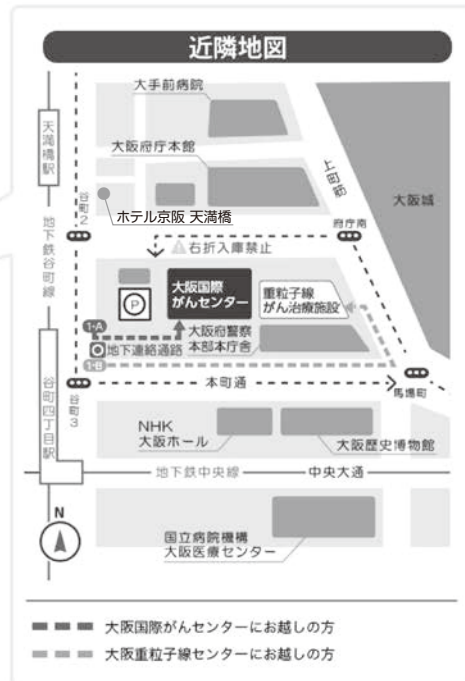 近隣地図
大手前病院
天満橋駅
大阪府庁本館
上町筋
大阪城
谷町2
ホテル京阪 天満橋
府庁南
地下鉄谷町線
右折入庫禁止
P
大阪国際
がんセンター
重粒子線
がん治療施設
1-A
大阪府警察
本部本庁舎
地下連絡通路
1-B
本町通
馬場町
谷町3
谷町四丁目駅
NHK
大阪ホール
大阪歴史博物館
地下鉄中央線
中央大通
N
国立病院機構
大阪医療センター
大阪国際がんセンターにお越しの方
大阪重粒子線センターにお越しの方